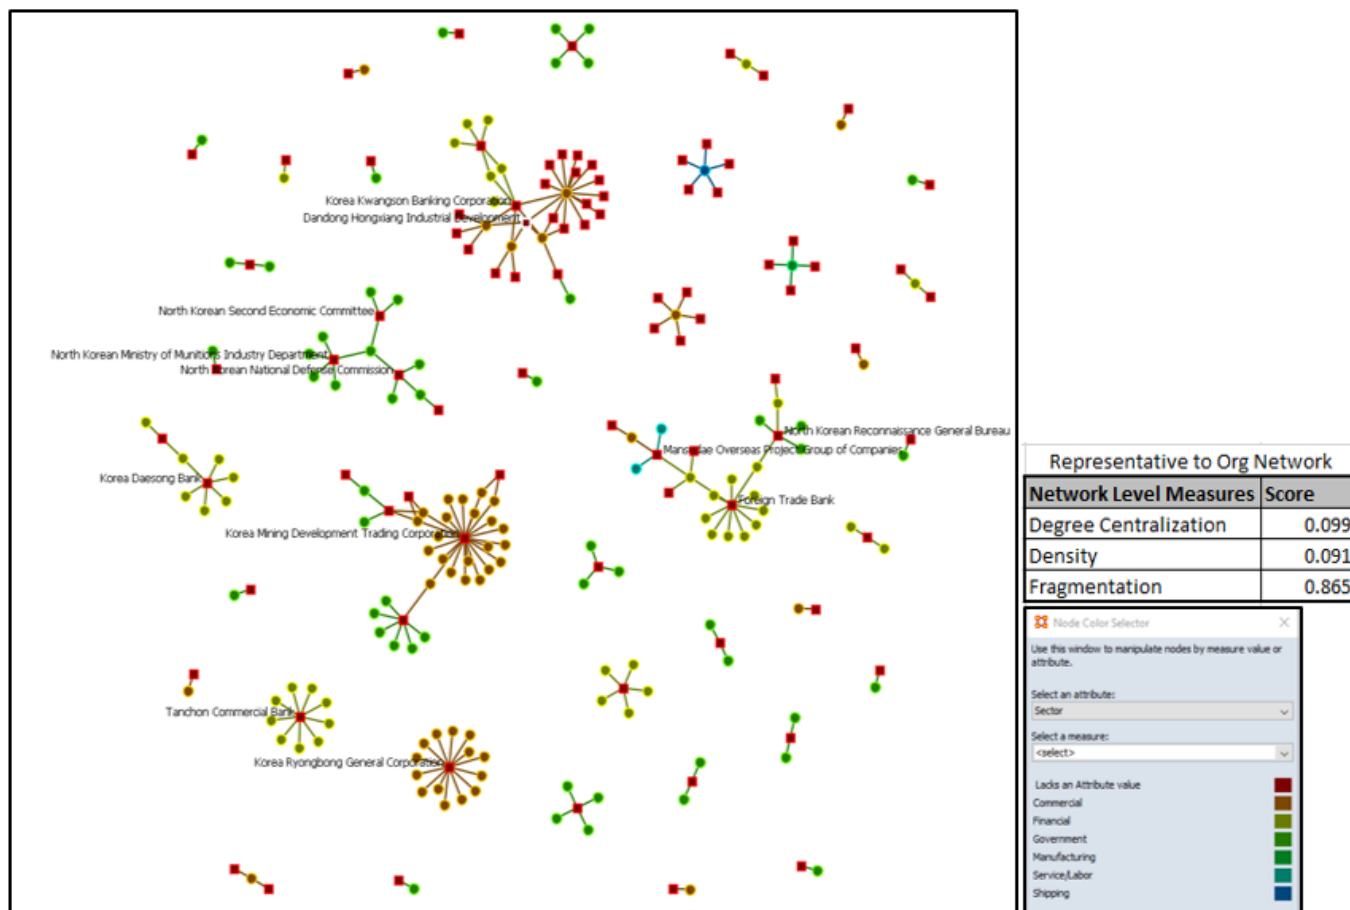 Korea Kwangson Banking Corporation
Dandong Hongxiang Industrial Development
North Korean Second Economic Committee
North Korean Ministry of Munitions Industry Department
North Korean National Defense Commission
North Korean Reconnaissance General Bureau
Mansudae Overseas Project Group of Companies
Korea Daesong Bank
Foreign Trade Bank
Korea Mining Development Trading Corporation
Tanchon Commercial Bank
Korea Ryongbong General Corporation
Representative to Org Network
Network Level Measures Score
Degree Centralization 0.099
Density 0.091
Fragmentation 0.865
Node Color Selector
Use this window to manipulate nodes by measure value or
attribute.
Select an attribute:
Sector
Select a measure:
<select>
Lacks an Attribute value
Commercial
Financial
Government
Manufacturing
Service/Labor
Shipping